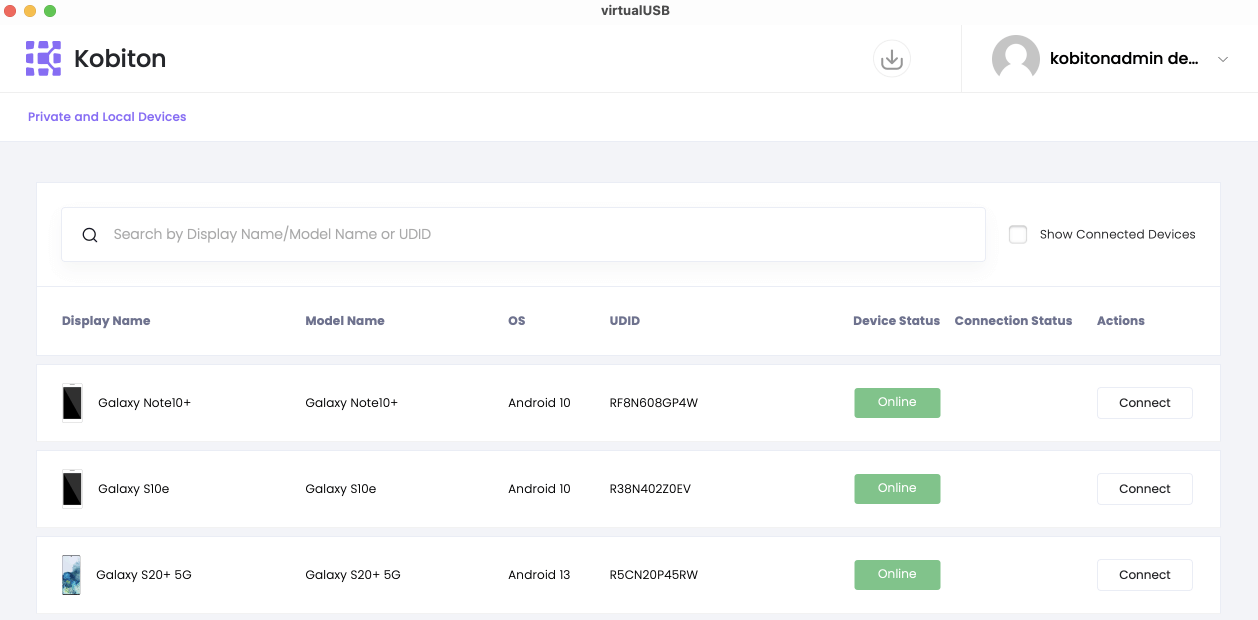 virtualUSB
Kobiton
kobitonadmin de...
Private and Local Devices
Search by Display Name/Model Name or UDID
Show Connected Devices
Display Name Model Name OS UDID Device Status Connection Status Actions
Galaxy Note10+ Galaxy Note10+ Android 10 RF8N608GP4W Online Connect
Galaxy S10e Galaxy S10e Android 10 R38N402Z0EV Online Connect
Galaxy S20+ 5G Galaxy S20+ 5G Android 13 R5CN20P45RW Online Connect